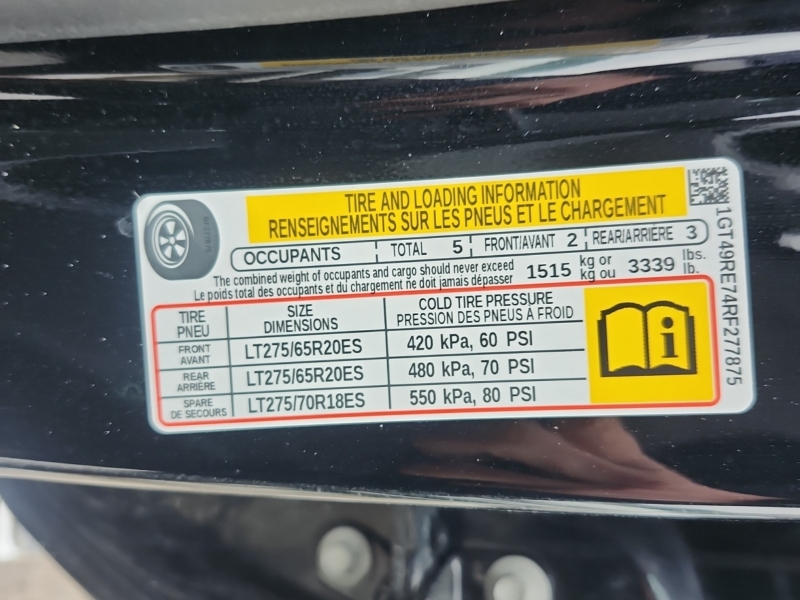 TIRE AND LOADING INFORMATION
RENSEIGNEMENTS SUR LES PNEUS ET LE CHARGEMENT
OCCUPANTS TOTAL 5 FRONT/AVANT 2 REAR/ARRIÈRE 3
The combined weight of occupants and cargo should never exceed 1515 kg or 3339 lbs.
Le poids total des occupants et du chargement ne doit jamais dépasser kg ou lb.
TIRE SIZE COLD TIRE PRESSURE
PNEU DIMENSIONS PRESSION DES PNEUS A FROID
FRONT
AVANT LT275/65R20ES 420 kPa, 60 PSI
REAR
ARRIÈRE LT275/65R20ES 480 kPa, 70 PSI
SPARE
DE SECOURS LT275/70R18ES 550 kPa, 80 PSI
1GT49RE74RF277875